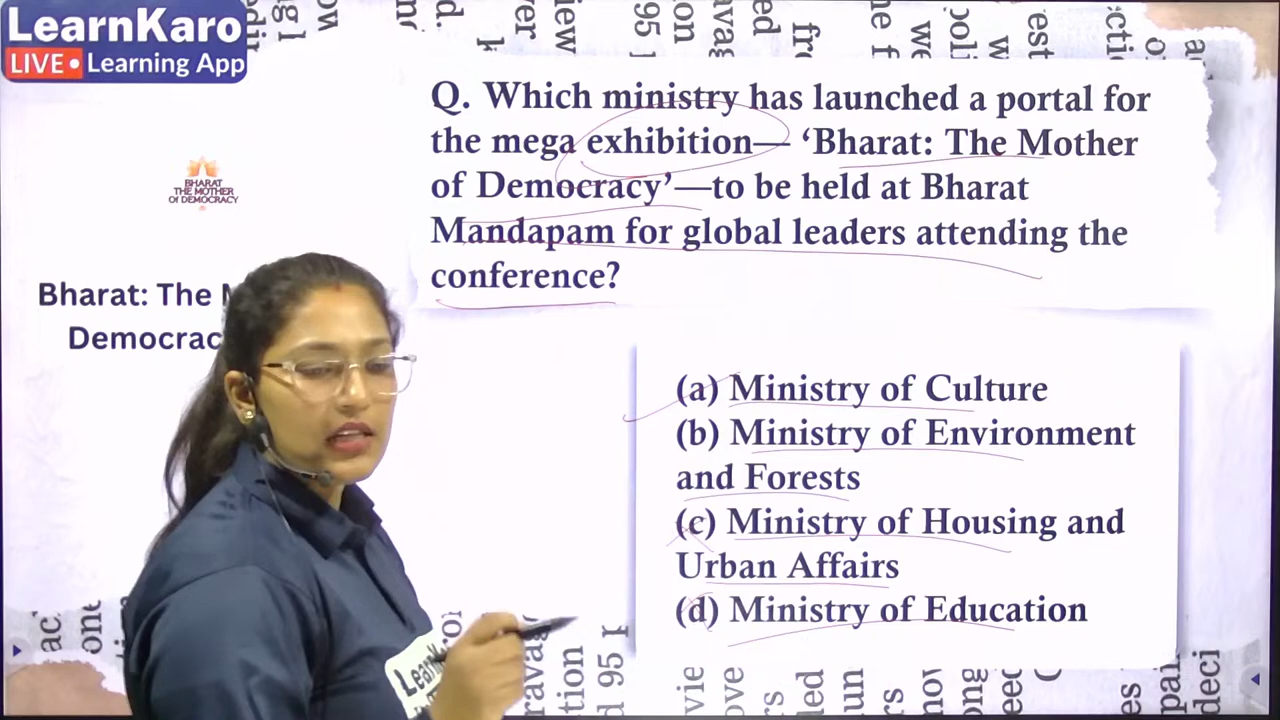 LearnKaro
LIVE • Learning App
Q. Which ministry has launched a portal for
the mega exhibition— ‘Bharat: The Mother
of Democracy’—to be held at Bharat
Mandapam for global leaders attending the
conference?
BHARAT
THE MOTHER
OF DEMOCRACY
Bharat: The M
Democrac
(a) Ministry of Culture
(b) Ministry of Environment
and Forests
(c) Ministry of Housing and
Urban Affairs
(d) Ministry of Education